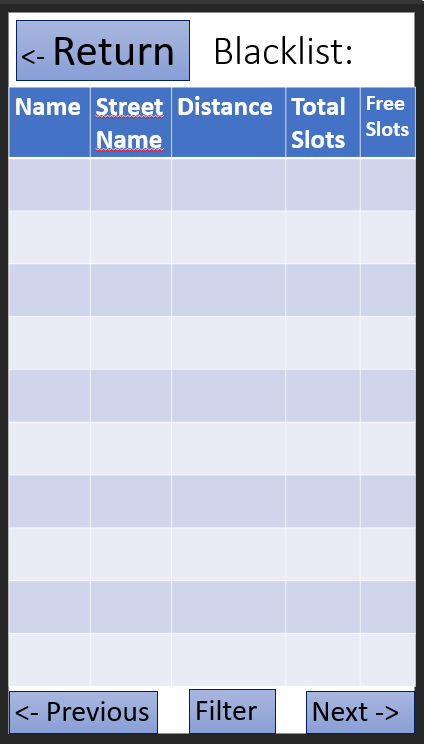 <- Return Blacklist:
Name Street Name Distance Total Slots Free Slots
<- Previous Filter Next ->